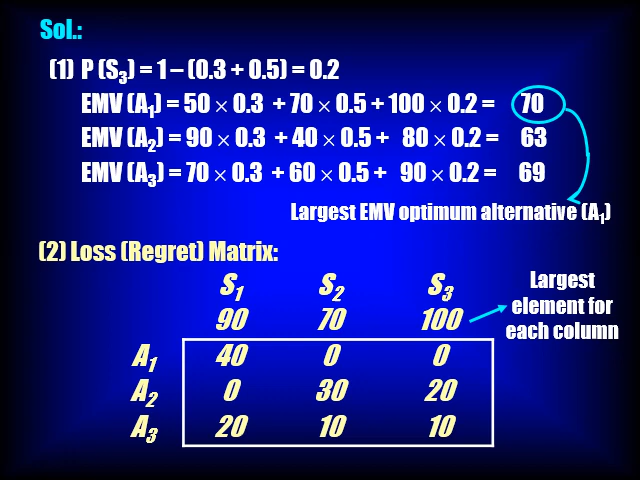 Sol.:
(1) P (S3) = 1 – (0.3 + 0.5) = 0.2
EMV (A1) = 50 × 0.3 + 70 × 0.5 + 100 × 0.2 = 70
EMV (A2) = 90 × 0.3 + 40 × 0.5 + 80 × 0.2 = 63
EMV (A3) = 70 × 0.3 + 60 × 0.5 + 90 × 0.2 = 69
Largest EMV optimum alternative (A1)
(2) Loss (Regret) Matrix:
S1 S2 S3
90 70 100
Largest
element for
each column
A1 40 0 0
A2 0 30 20
A3 20 10 10